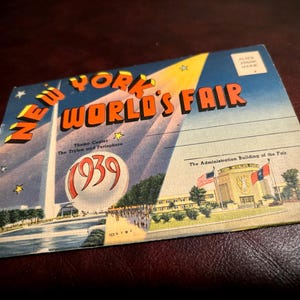 NEW YORK
WORLD'S FAIR
PLACE
STAMP
HERE
Theme Center
The Trylon and Perisphere
1939
The Administration Building of the Fair